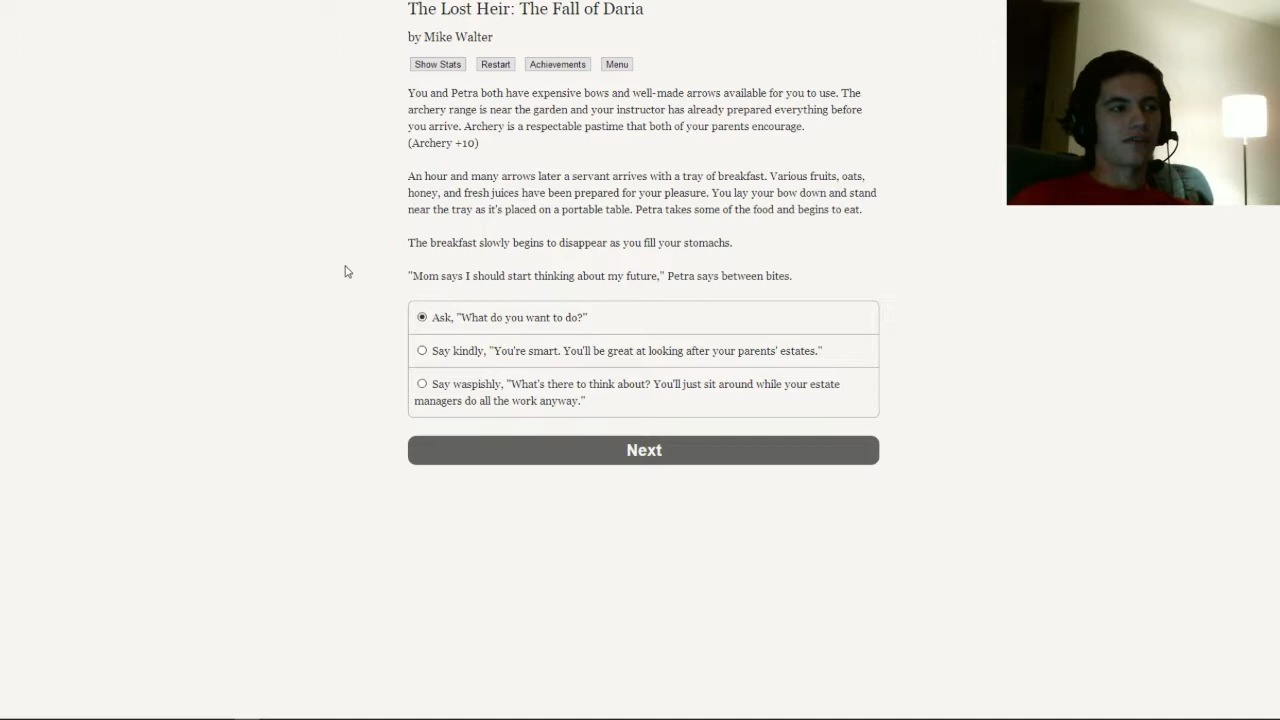 The Lost Heir: The Fall of Daria
by Mike Walter
Show Stats Restart Achievements Menu
You and Petra both have expensive bows and well-made arrows available for you to use. The
archery range is near the garden and your instructor has already prepared everything before
you arrive. Archery is a respectable pastime that both of your parents encourage.
(Archery +10)
An hour and many arrows later a servant arrives with a tray of breakfast. Various fruits, oats,
honey, and fresh juices have been prepared for your pleasure. You lay your bow down and stand
near the tray as it's placed on a portable table. Petra takes some of the food and begins to eat.
The breakfast slowly begins to disappear as you fill your stomachs.
"Mom says I should start thinking about my future," Petra says between bites.
Ask, "What do you want to do?"
Say kindly, "You're smart. You'll be great at looking after your parents' estates."
Say waspishly, "What's there to think about? You'll just sit around while your estate
managers do all the work anyway."
Next